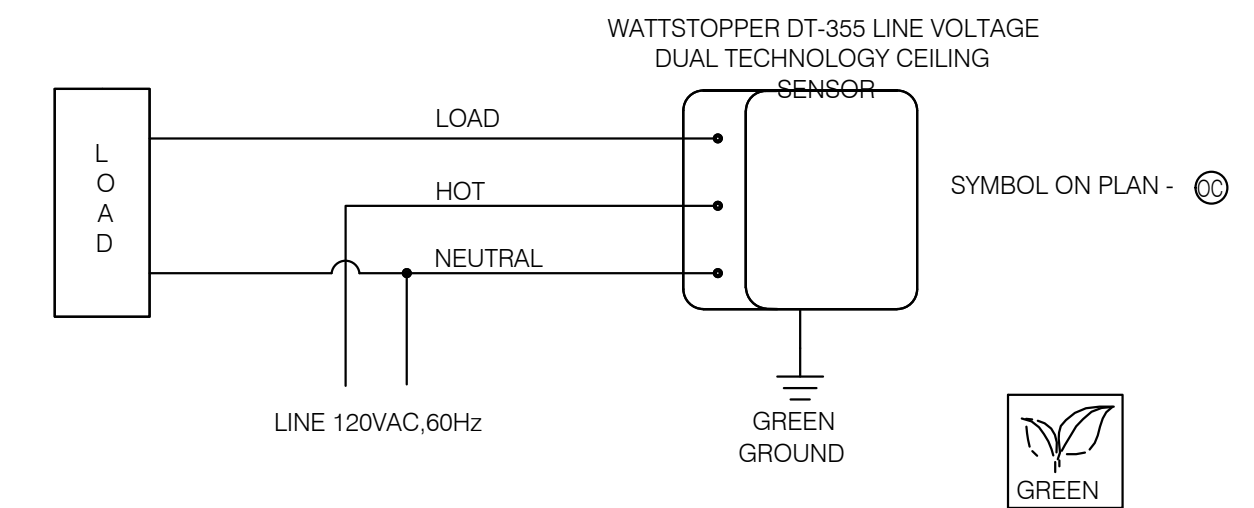 WATTSTOPPER DT-355 LINE VOLTAGE
DUAL TECHNOLOGY CEILING
SENSOR
LOAD
L
O
A
D
HOT
SYMBOL ON PLAN - OC
NEUTRAL
LINE 120VAC,60Hz
GREEN
GROUND
GREEN